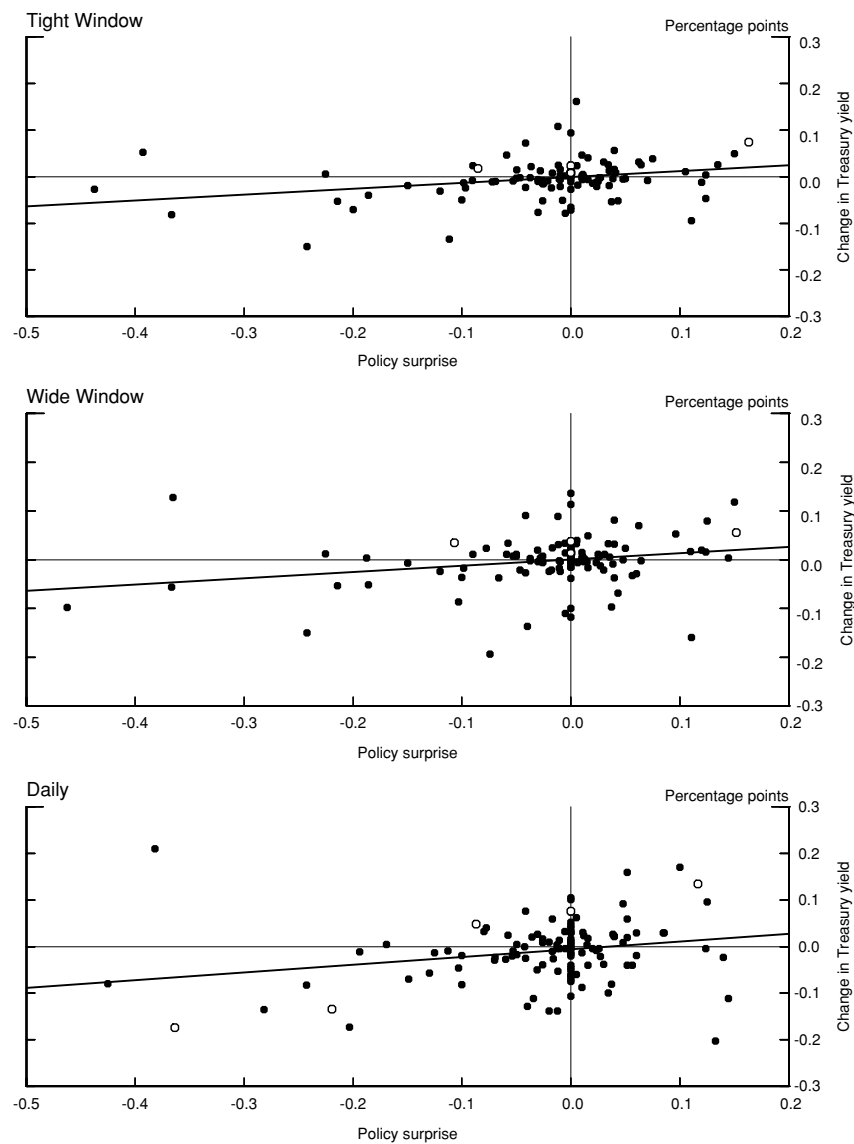 Tight Window
Percentage points
0.3
0.2
0.1
0.0
-0.1
-0.2
-0.3
Change in Treasury yield
-0.5 -0.4 -0.3 -0.2 -0.1 0.0 0.1 0.2
Policy surprise
Wide Window
Percentage points
0.3
0.2
0.1
0.0
-0.1
-0.2
-0.3
Change in Treasury yield
-0.5 -0.4 -0.3 -0.2 -0.1 0.0 0.1 0.2
Policy surprise
Daily
Percentage points
0.3
0.2
0.1
0.0
-0.1
-0.2
-0.3
Change in Treasury yield
-0.5 -0.4 -0.3 -0.2 -0.1 0.0 0.1 0.2
Policy surprise